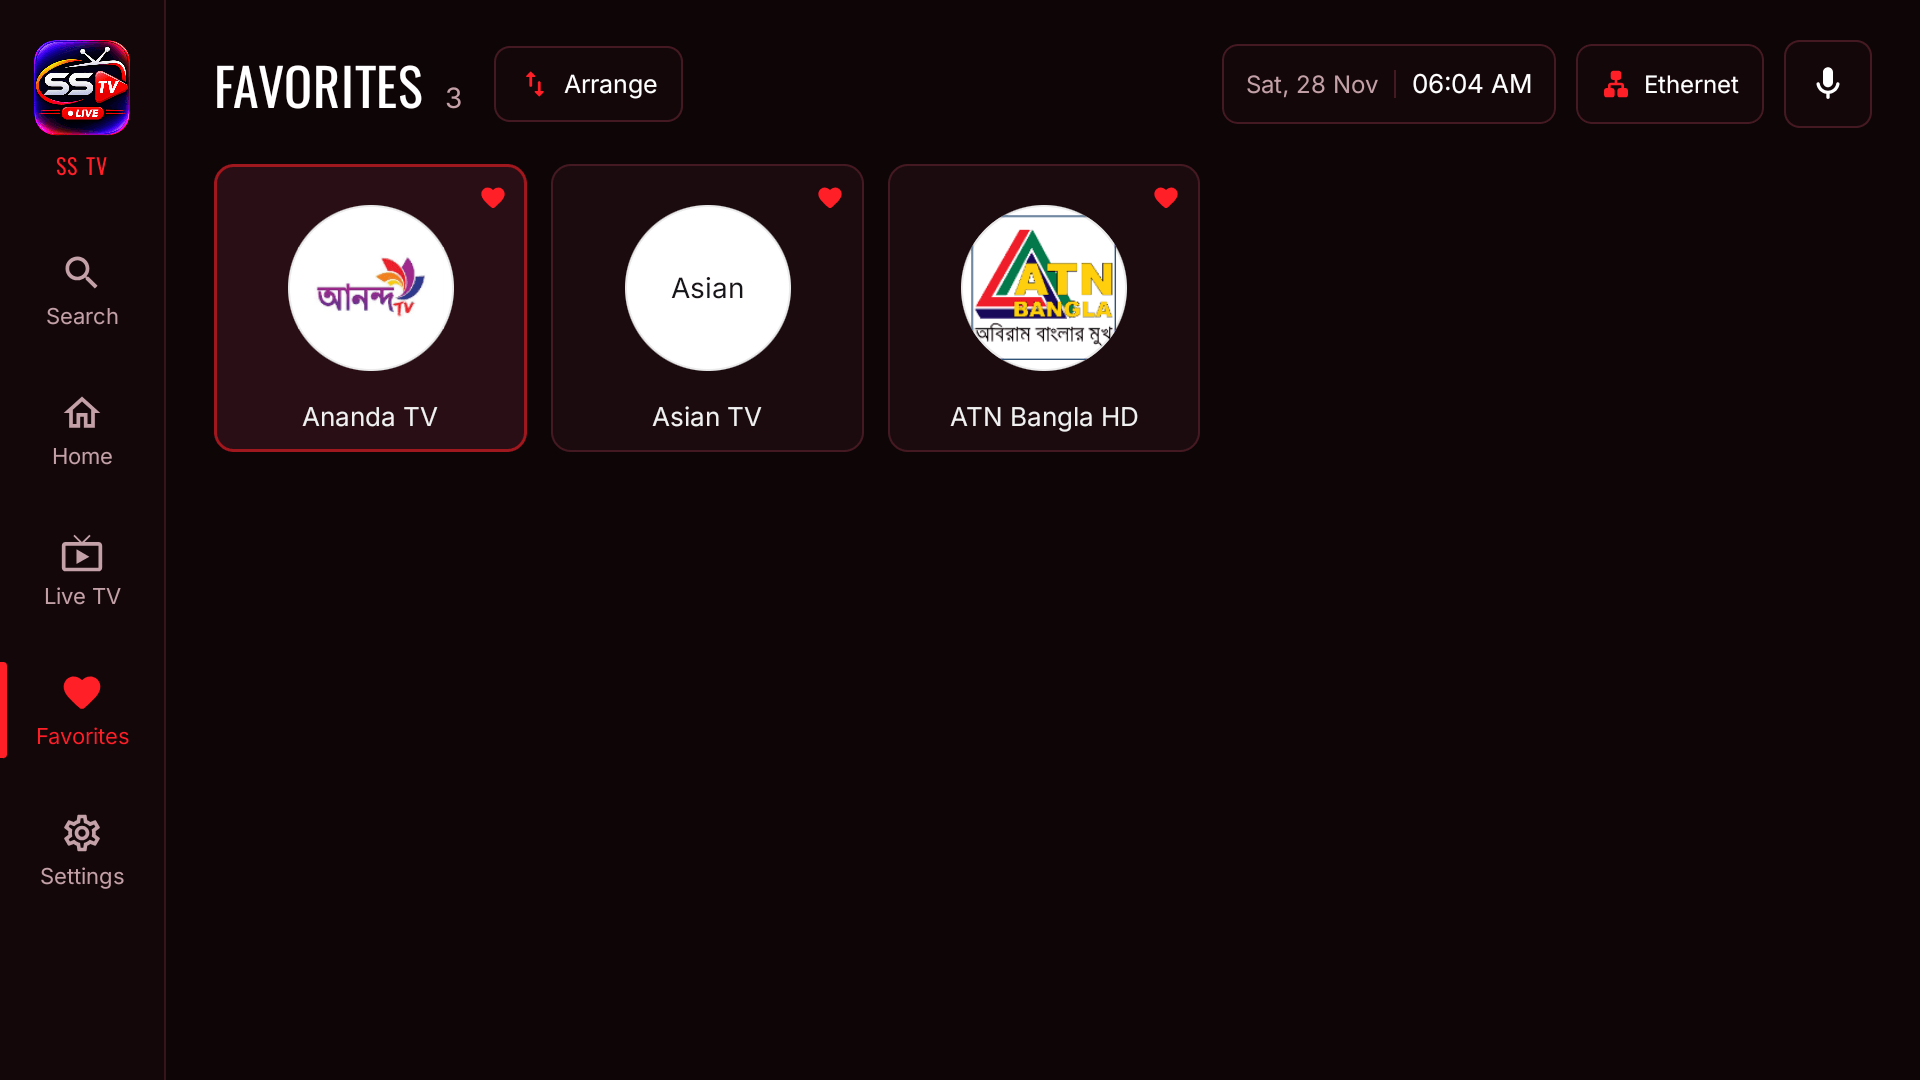 SS TV
LIVE
SS TV
Search
Home
Live TV
Favorites
Settings
FAVORITES 3
Arrange
Sat, 28 Nov 06:04 AM
Ethernet
আনন্দ TV
Ananda TV
Asian
Asian TV
ATN
BANGLA
অবিরাম বাংলার মুখ
ATN Bangla HD